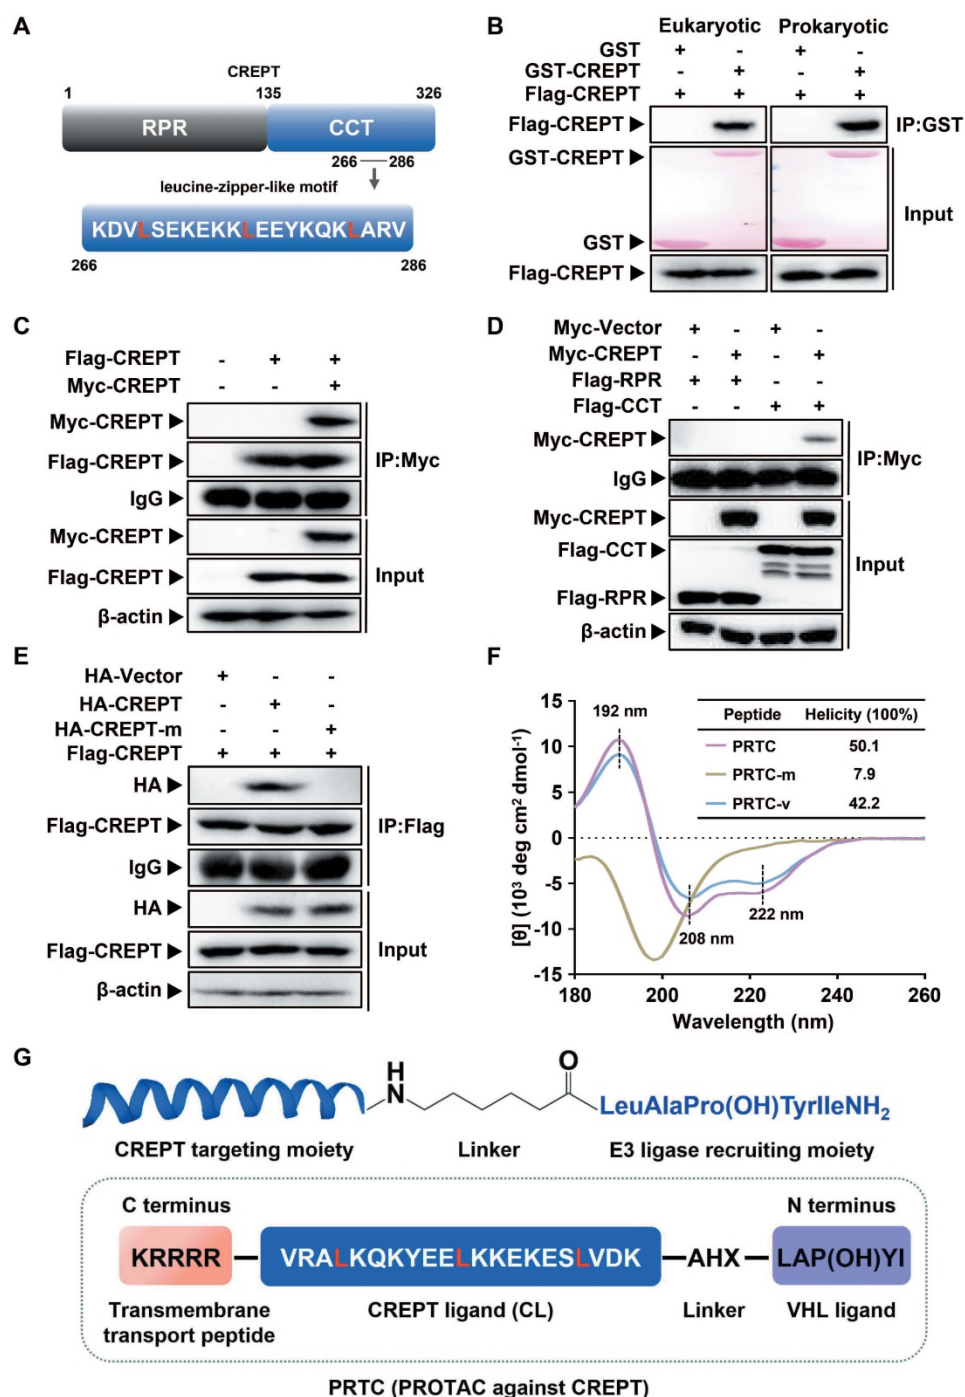 A
CREPT
1 135 326
RPR CCT
266 286
leucine-zipper-like motif
KDVLSEKEKKLEEYKQKLARV
266 286
B
Eukaryotic Prokaryotic
GST + - + -
GST-CREPT - + - +
Flag-CREPT + + + +
Flag-CREPT IP:GST
GST-CREPT
Input
GST
Flag-CREPT
C
Flag-CREPT - + +
Myc-CREPT - - +
Myc-CREPT
Flag-CREPT IP:Myc
IgG
Myc-CREPT
Flag-CREPT Input
β-actin
D
Myc-Vector + - + -
Myc-CREPT - + - +
Flag-RPR + + - -
Flag-CCT - - + +
Myc-CREPT
IP:Myc
IgG
Myc-CREPT
Flag-CCT
Input
Flag-RPR
β-actin
E
HA-Vector + - -
HA-CREPT - + -
HA-CREPT-m - - +
Flag-CREPT + + +
HA
Flag-CREPT IP:Flag
IgG
HA
Flag-CREPT Input
β-actin
F
[θ] (10³ deg cm² dmol⁻¹)
15
10
5
0
-5
-10
-15
192 nm
208 nm
222 nm
Peptide Helicity (100%)
PRTC 50.1
PRTC-m 7.9
PRTC-v 42.2
180 200 220 240 260
Wavelength (nm)
G
H
N
O
LeuAlaPro(OH)TyrIleNH₂
CREPT targeting moiety Linker E3 ligase recruiting moiety
C terminus N terminus
KRRRR VRALKQKYEELKKEKESLVDK AHX LAP(OH)YI
Transmembrane CREPT ligand (CL) Linker VHL ligand
transport peptide
PRTC (PROTAC against CREPT)